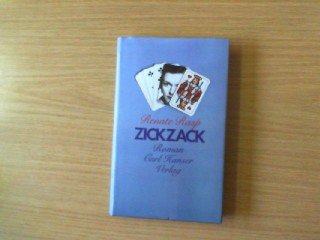 Renate Rasp
ZICKZACK
Roman
Carl Hanser
Verlag